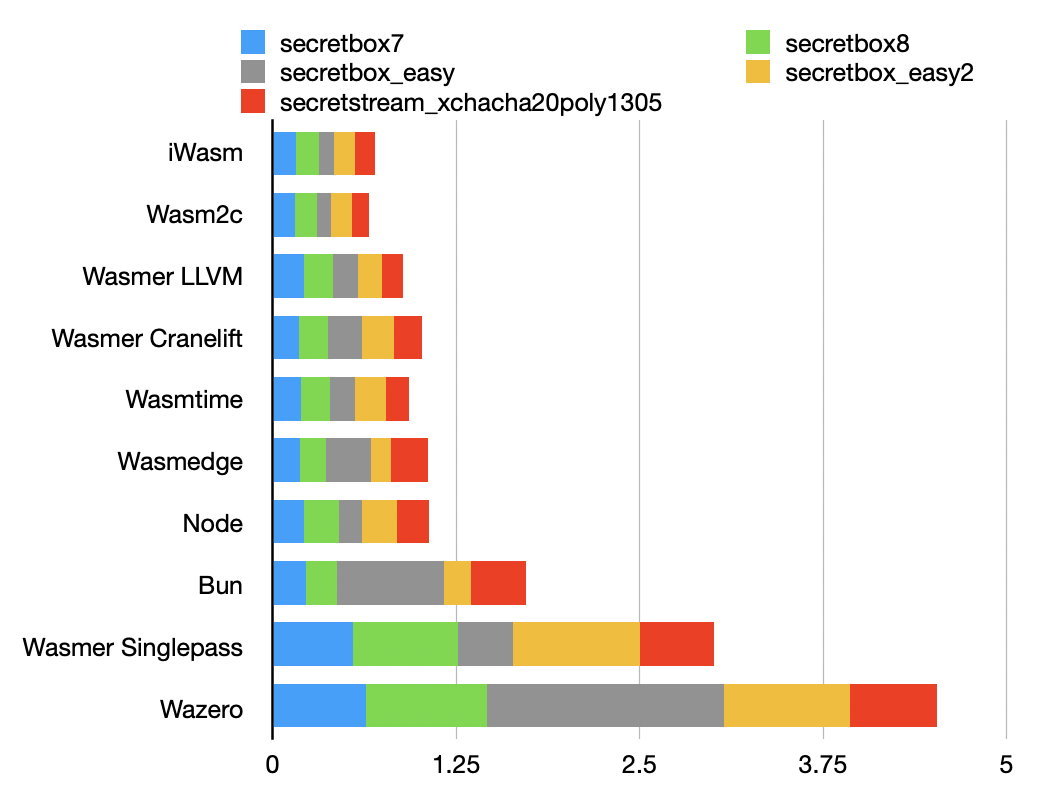 secretbox7
secretbox8
secretbox_easy
secretbox_easy2
secretstream_xchacha20poly1305
iWasm
Wasm2c
Wasmer LLVM
Wasmer Cranelift
Wasmtime
Wasmedge
Node
Bun
Wasmer Singlepass
Wazero
0 1.25 2.5 3.75 5